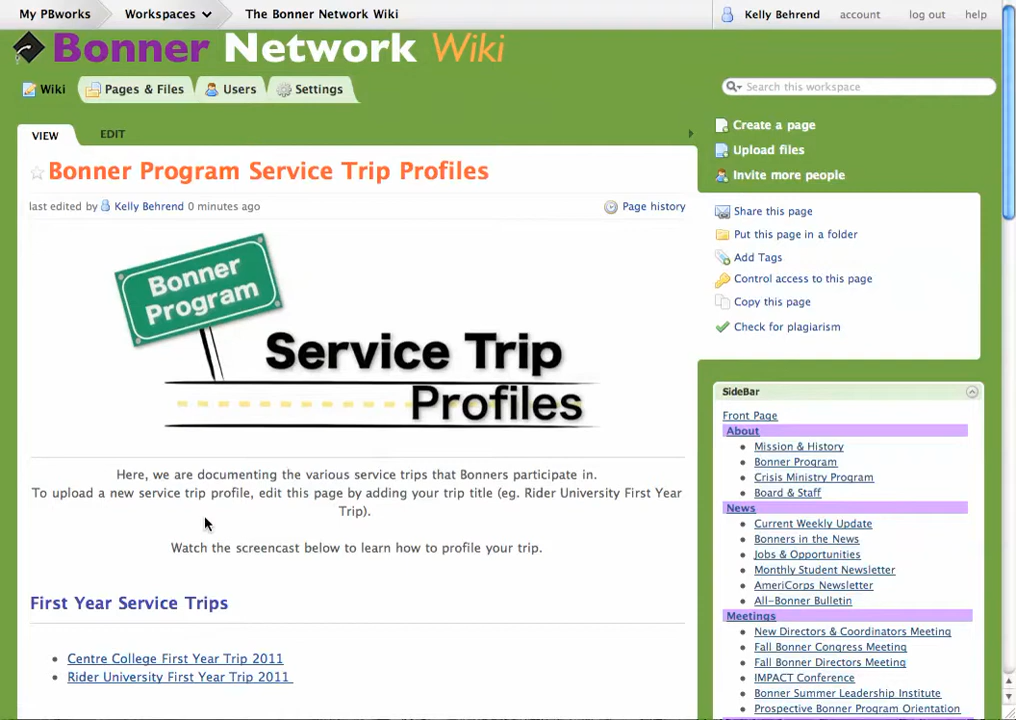 My PBworks
Workspaces
The Bonner Network Wiki
Kelly Behrend
account
log out
help
Bonner Network Wiki
Wiki
Pages & Files
Users
Settings
Search this workspace
VIEW
EDIT
Create a page
Upload files
Invite more people
Bonner Program Service Trip Profiles
last edited by Kelly Behrend 0 minutes ago
Page history
Share this page
Put this page in a folder
Add Tags
Control access to this page
Copy this page
Check for plagiarism
Bonner
Program
Service Trip
Profiles
Here, we are documenting the various service trips that Bonners participate in.
To upload a new service trip profile, edit this page by adding your trip title (eg. Rider University First Year
Trip).
Watch the screencast below to learn how to profile your trip.
First Year Service Trips
Centre College First Year Trip 2011
Rider University First Year Trip 2011
SideBar
Front Page
About
Mission & History
Bonner Program
Crisis Ministry Program
Board & Staff
News
Current Weekly Update
Bonners in the News
Jobs & Opportunities
Monthly Student Newsletter
AmeriCorps Newsletter
All-Bonner Bulletin
Meetings
New Directors & Coordinators Meeting
Fall Bonner Congress Meeting
Fall Bonner Directors Meeting
IMPACT Conference
Bonner Summer Leadership Institute
Prospective Bonner Program Orientation